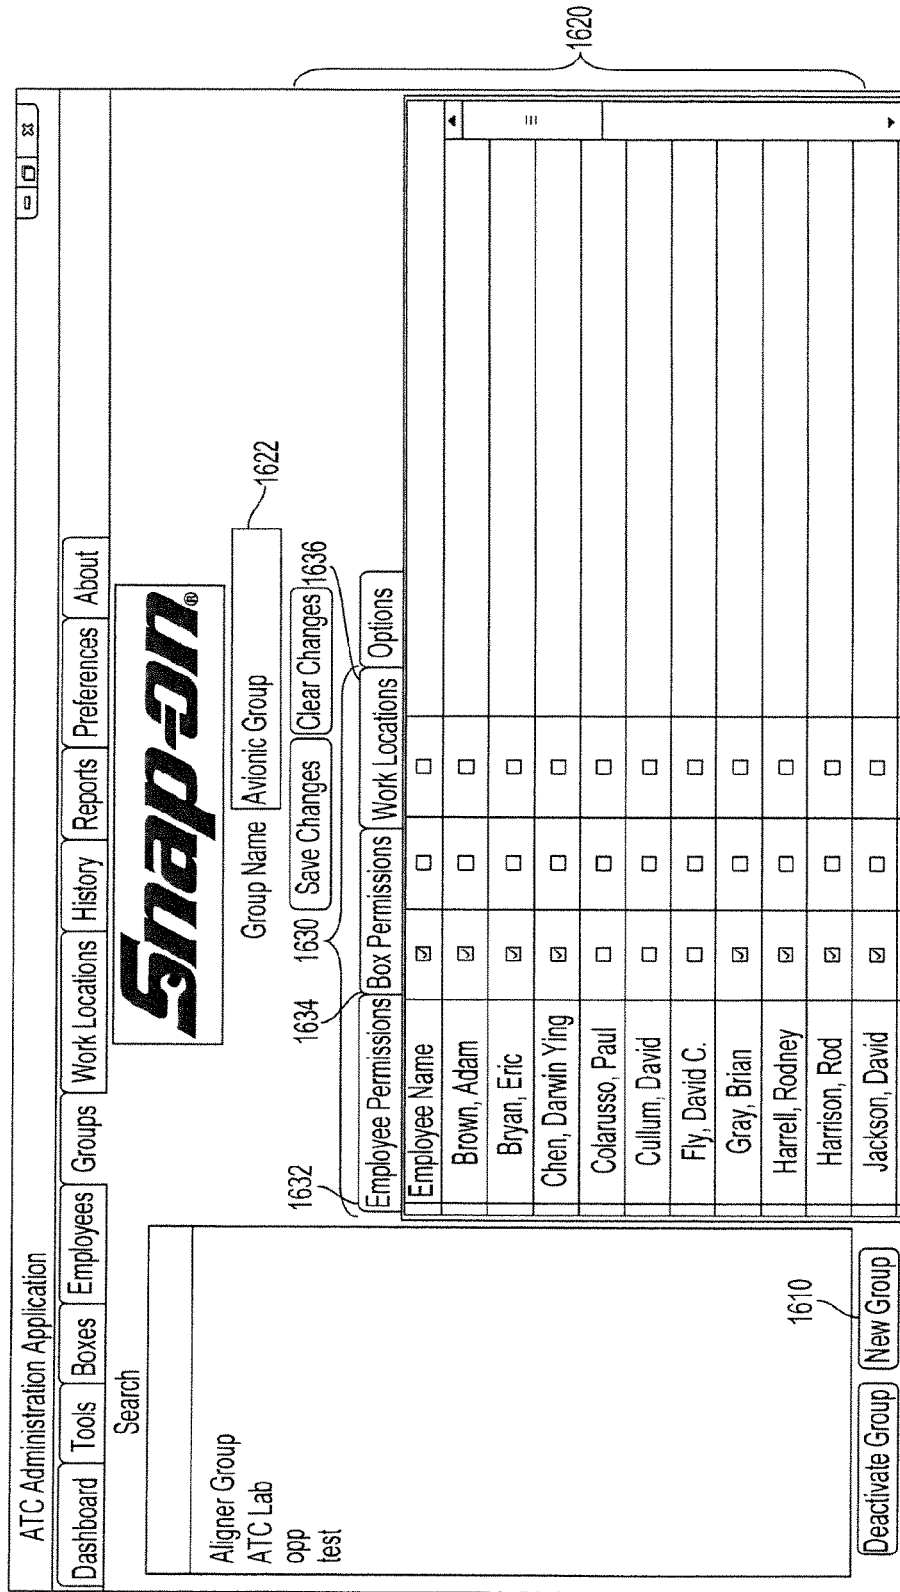 ATC Administration Application
Dashboard Tools Boxes Employees Groups Work Locations History Reports Preferences About
Search
Snap-on®
Group Name Avionic Group
1622
Save Changes Clear Changes
1620
1632
1634
1630
1636
Employee Permissions Box Permissions Work Locations Options
Employee Name
Brown, Adam
Bryan, Eric
Chen, Darwin Ying
Colarusso, Paul
Cullum, David
Fly, David C.
Gray, Brian
Harrell, Rodney
Harrison, Rod
Jackson, David
Aligner Group
ATC Lab
opp
test
1610
Deactivate Group New Group